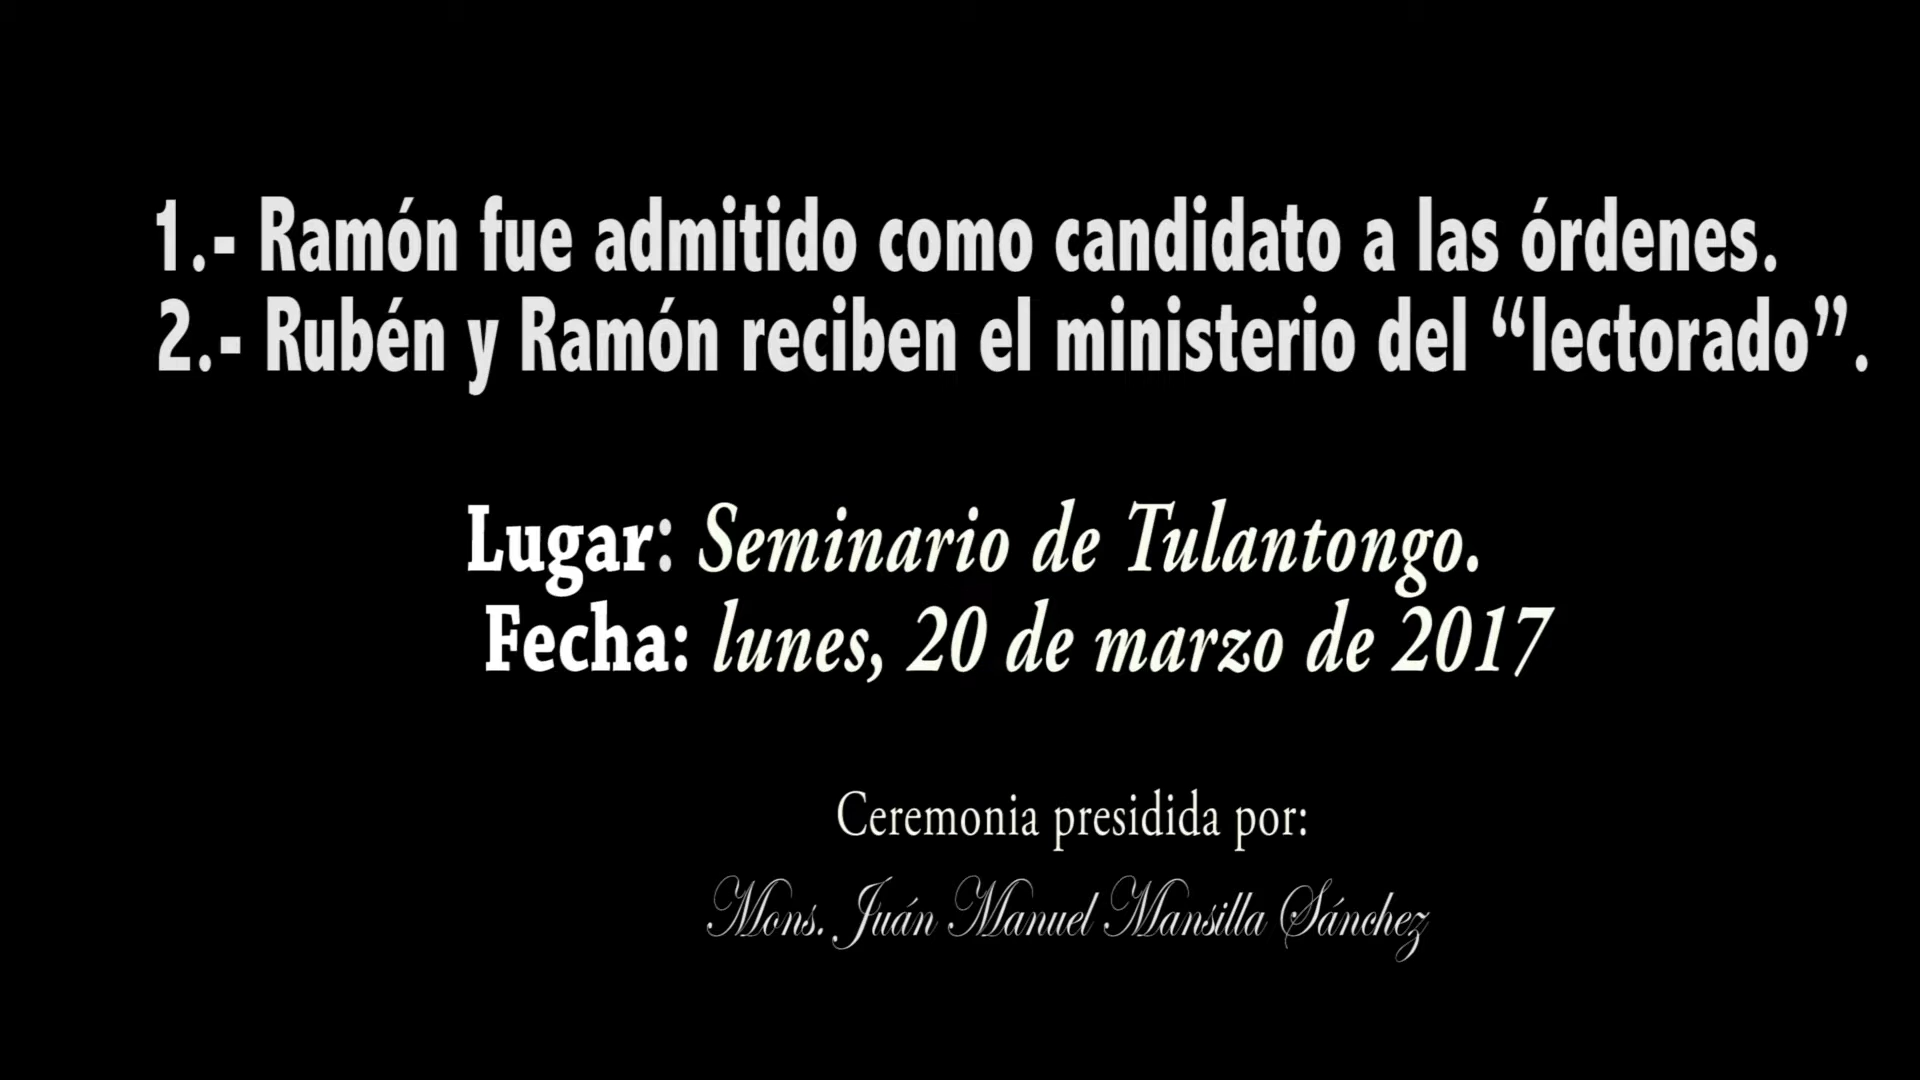 1.- Ramón fue admitido como candidato a las órdenes.
2.- Rubén y Ramón reciben el ministerio del “lectorado”.
Lugar: Seminario de Tulantongo.
Fecha: lunes, 20 de marzo de 2017
Ceremonia presidida por:
Mons. Juán Manuel Mansilla Sánchez